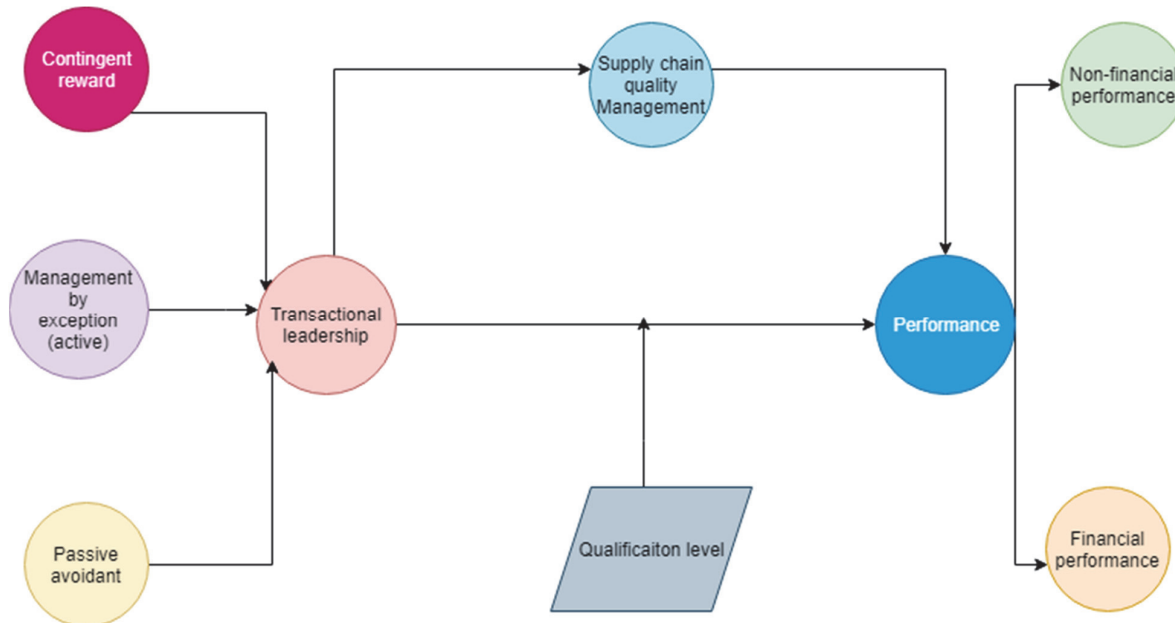 Contingent
reward
Supply chain
quality
Management
Non-financial
performance
Management
by
exception
(active)
Transactional
leadership
Performance
Passive
avoidant
Qualificaiton level
Financial
performance